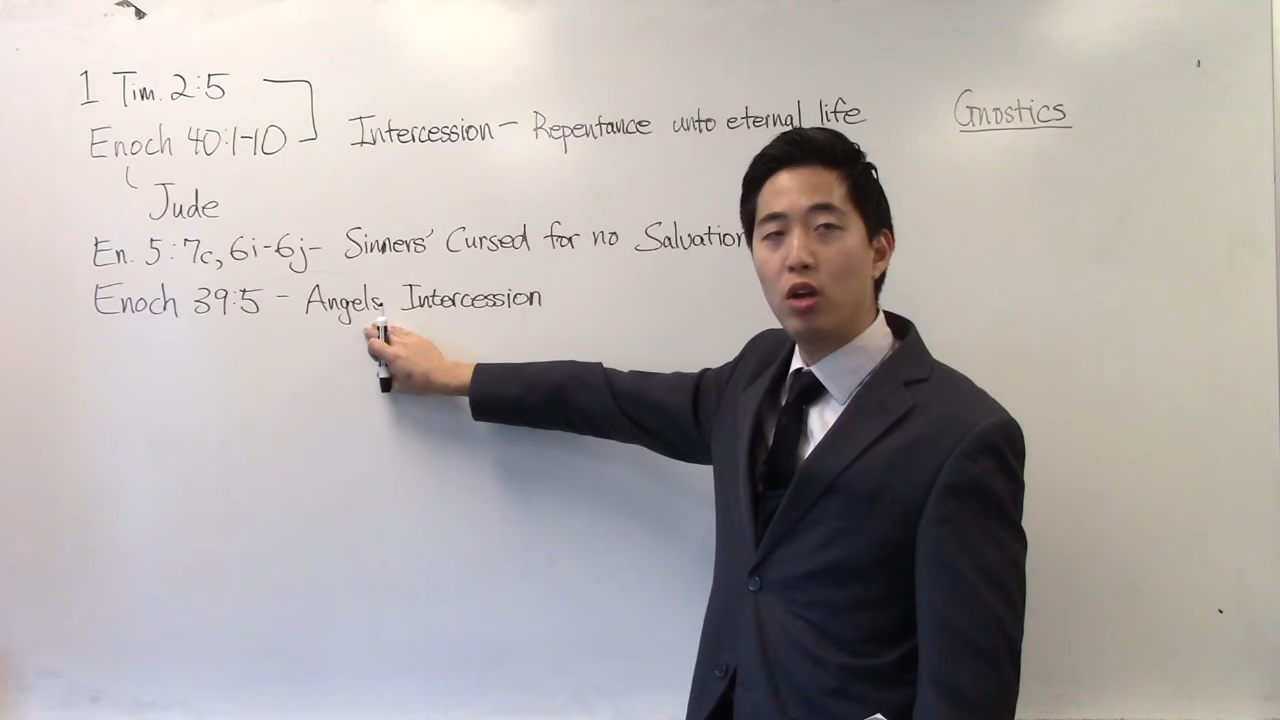 1 Tim. 2:5
Enoch 40:1-10
Intercession - Repentance unto eternal life
Gnostics
Jude
En. 5:7c, 6i-6j- Sinners' Cursed for no Salvation
Enoch 39:5 - Angels Intercession